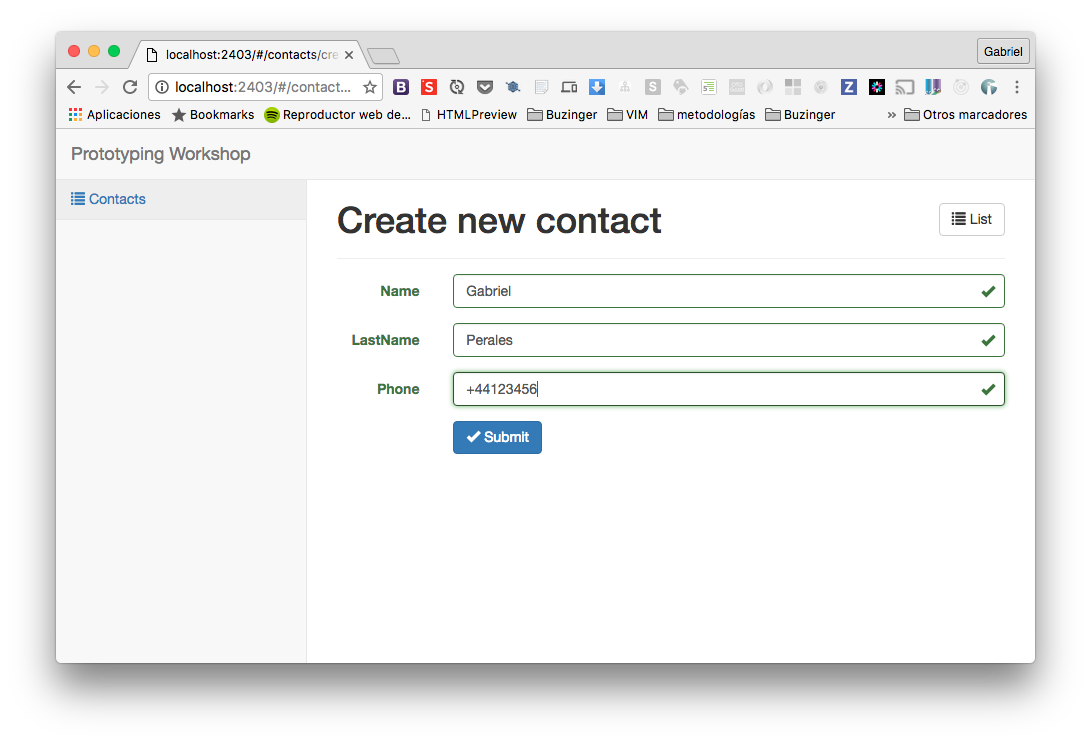 localhost:2403/#/contacts/cre
Gabriel
localhost:2403/#/contact...
Aplicaciones Bookmarks Reproductor web de... HTMLPreview Buzinger VIM metodologías Buzinger » Otros marcadores
Prototyping Workshop
Contacts
Create new contact
List
Name Gabriel
LastName Perales
Phone +44123456
Submit